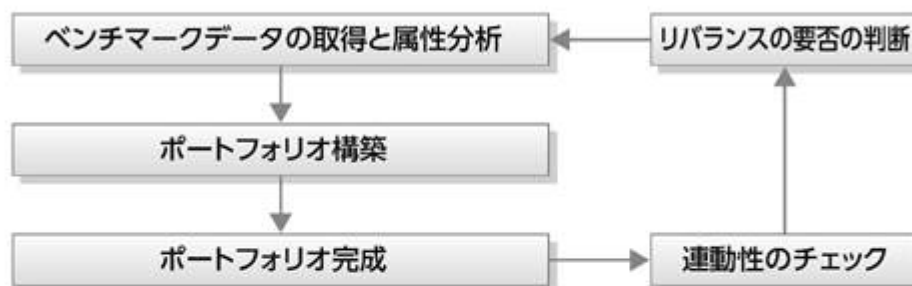 ベンチマークデータの取得と属性分析
リバランスの要否の判断
ポートフォリオ構築
ポートフォリオ完成
連動性のチェック